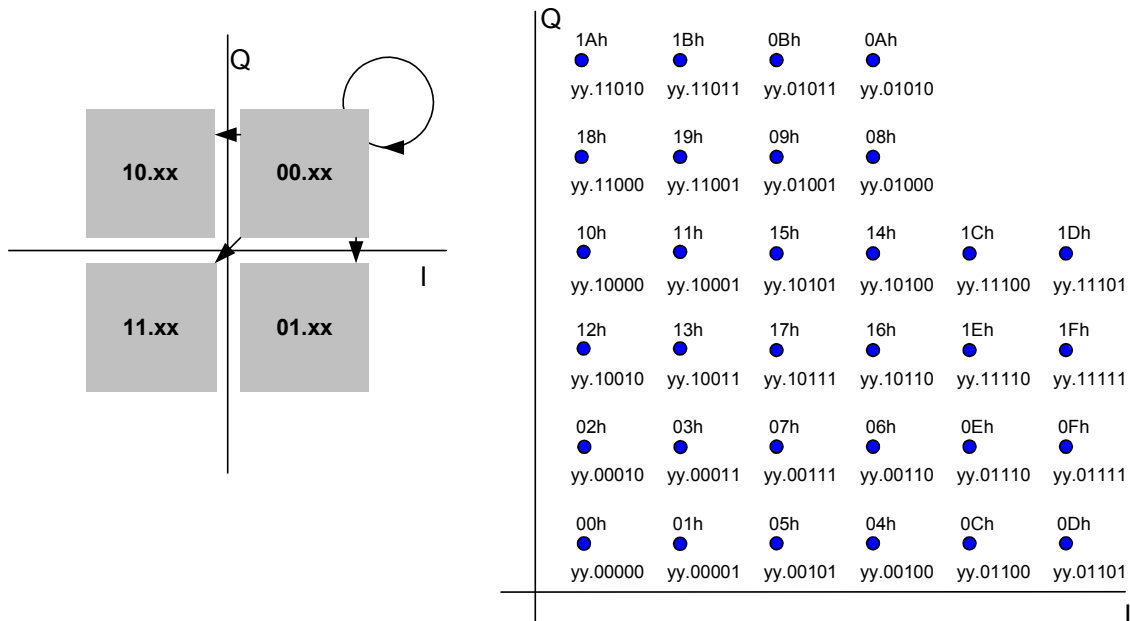 Q
10.xx 00.xx
I
11.xx 01.xx
Q
1Ah 1Bh 0Bh 0Ah
yy.11010 yy.11011 yy.01011 yy.01010
18h 19h 09h 08h
yy.11000 yy.11001 yy.01001 yy.01000
10h 11h 15h 14h 1Ch 1Dh
yy.10000 yy.10001 yy.10101 yy.10100 yy.11100 yy.11101
12h 13h 17h 16h 1Eh 1Fh
yy.10010 yy.10011 yy.10111 yy.10110 yy.11110 yy.11111
02h 03h 07h 06h 0Eh 0Fh
yy.00010 yy.00011 yy.00111 yy.00110 yy.01110 yy.01111
00h 01h 05h 04h 0Ch 0Dh
yy.00000 yy.00001 yy.00101 yy.00100 yy.01100 yy.01101
I